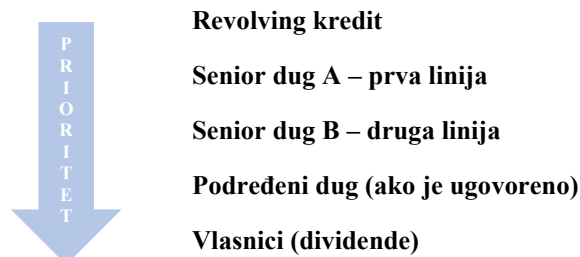 PRIORITET
Revolving kredit
Senior dug A – prva linija
Senior dug B – druga linija
Podređeni dug (ako je ugovoreno)
Vlasnici (dividende)